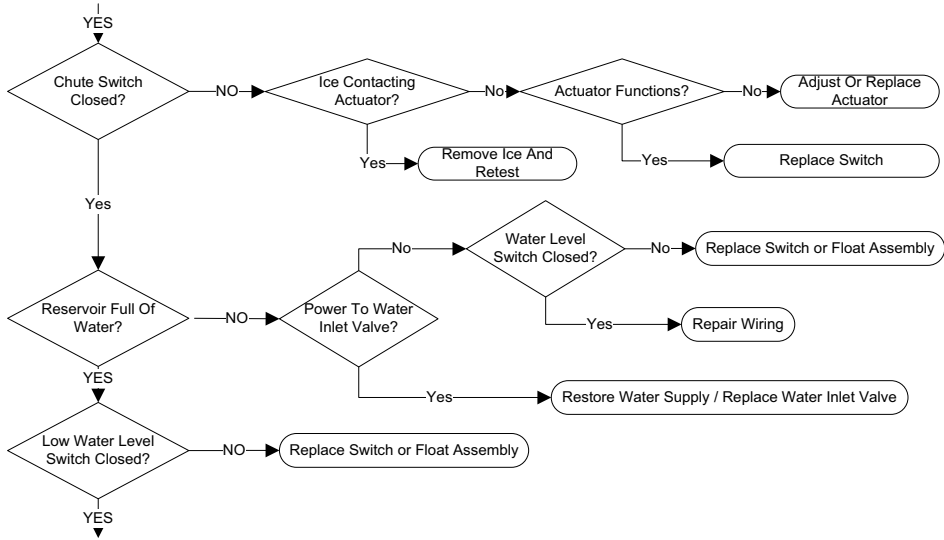 YES
Chute Switch
Closed?
NO
Ice Contacting
Actuator?
No
Actuator Functions?
No
Adjust Or Replace
Actuator
Yes
Remove Ice And
Retest
Yes
Replace Switch
Yes
Reservoir Full Of
Water?
NO
Power To Water
Inlet Valve?
No
Water Level
Switch Closed?
No
Replace Switch or Float Assembly
Yes
Repair Wiring
Yes
Restore Water Supply / Replace Water Inlet Valve
YES
Low Water Level
Switch Closed?
NO
Replace Switch or Float Assembly
YES